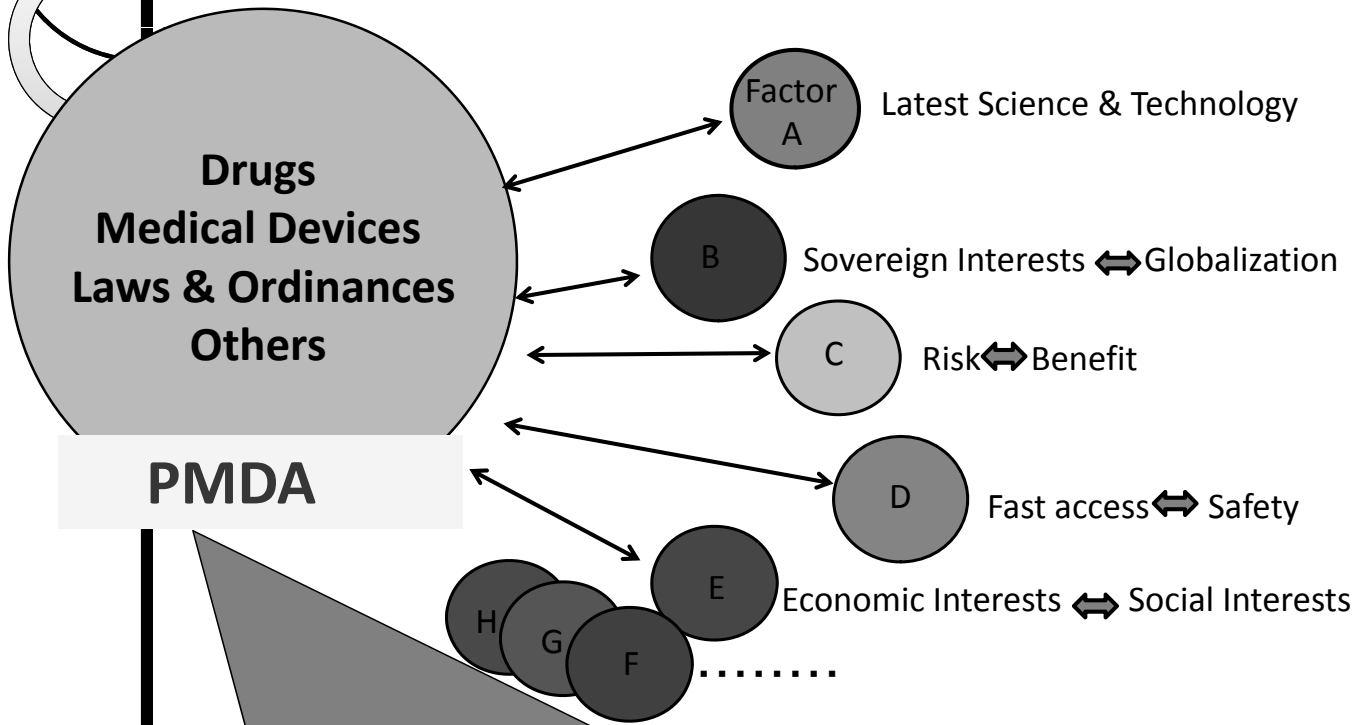 Drugs
Medical Devices
Laws & Ordinances
Others
PMDA
Factor
A
Latest Science & Technology
B
Sovereign Interests ⇔ Globalization
C
Risk ⇔ Benefit
D
Fast access ⇔ Safety
E
Economic Interests ⇔ Social Interests
H
G
F
........